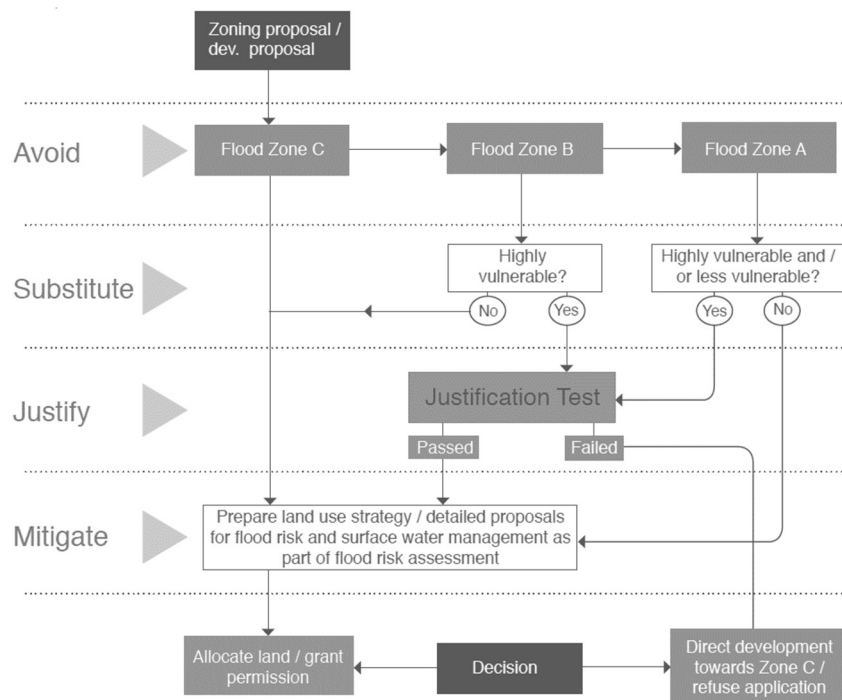 Zoning proposal /
dev. proposal
Avoid
Flood Zone C
Flood Zone B
Flood Zone A
Substitute
Highly
vulnerable?
No
Yes
Highly vulnerable and /
or less vulnerable?
Yes
No
Justify
Justification Test
Passed
Failed
Mitigate
Prepare land use strategy / detailed proposals
for flood risk and surface water management as
part of flood risk assessment
Allocate land / grant
permission
Decision
Direct development
towards Zone C /
refuse application